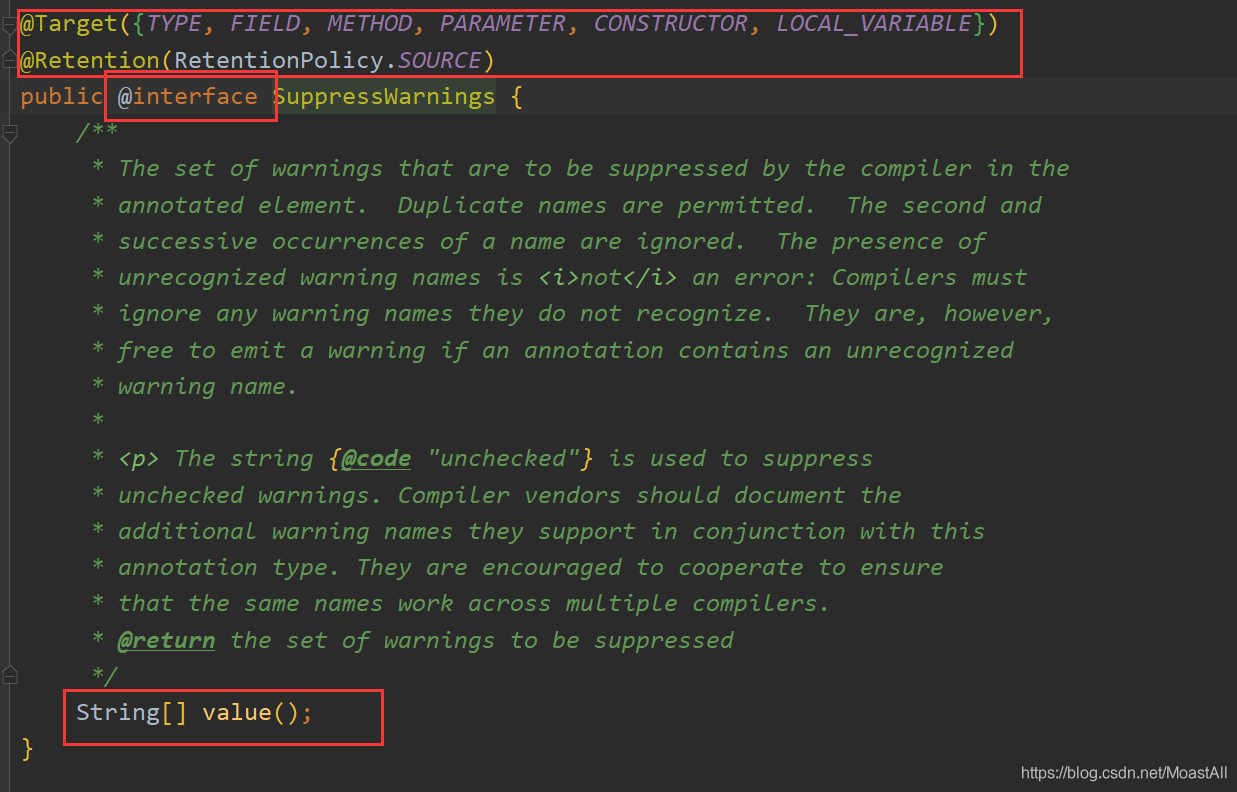 @Target({TYPE, FIELD, METHOD, PARAMETER, CONSTRUCTOR, LOCAL_VARIABLE})
@Retention(RetentionPolicy.SOURCE)
public @interface SuppressWarnings {
    /**
     * The set of warnings that are to be suppressed by the compiler in the
     * annotated element.  Duplicate names are permitted.  The second and
     * successive occurrences of a name are ignored.  The presence of
     * unrecognized warning names is <i>not</i> an error: Compilers must
     * ignore any warning names they do not recognize.  They are, however,
     * free to emit a warning if an annotation contains an unrecognized
     * warning name.
     *
     * <p> The string {@code "unchecked"} is used to suppress
     * unchecked warnings. Compiler vendors should document the
     * additional warning names they support in conjunction with this
     * annotation type. They are encouraged to cooperate to ensure
     * that the same names work across multiple compilers.
     * @return the set of warnings to be suppressed
     */
    String[] value();
}
https://blog.csdn.net/MoastAll